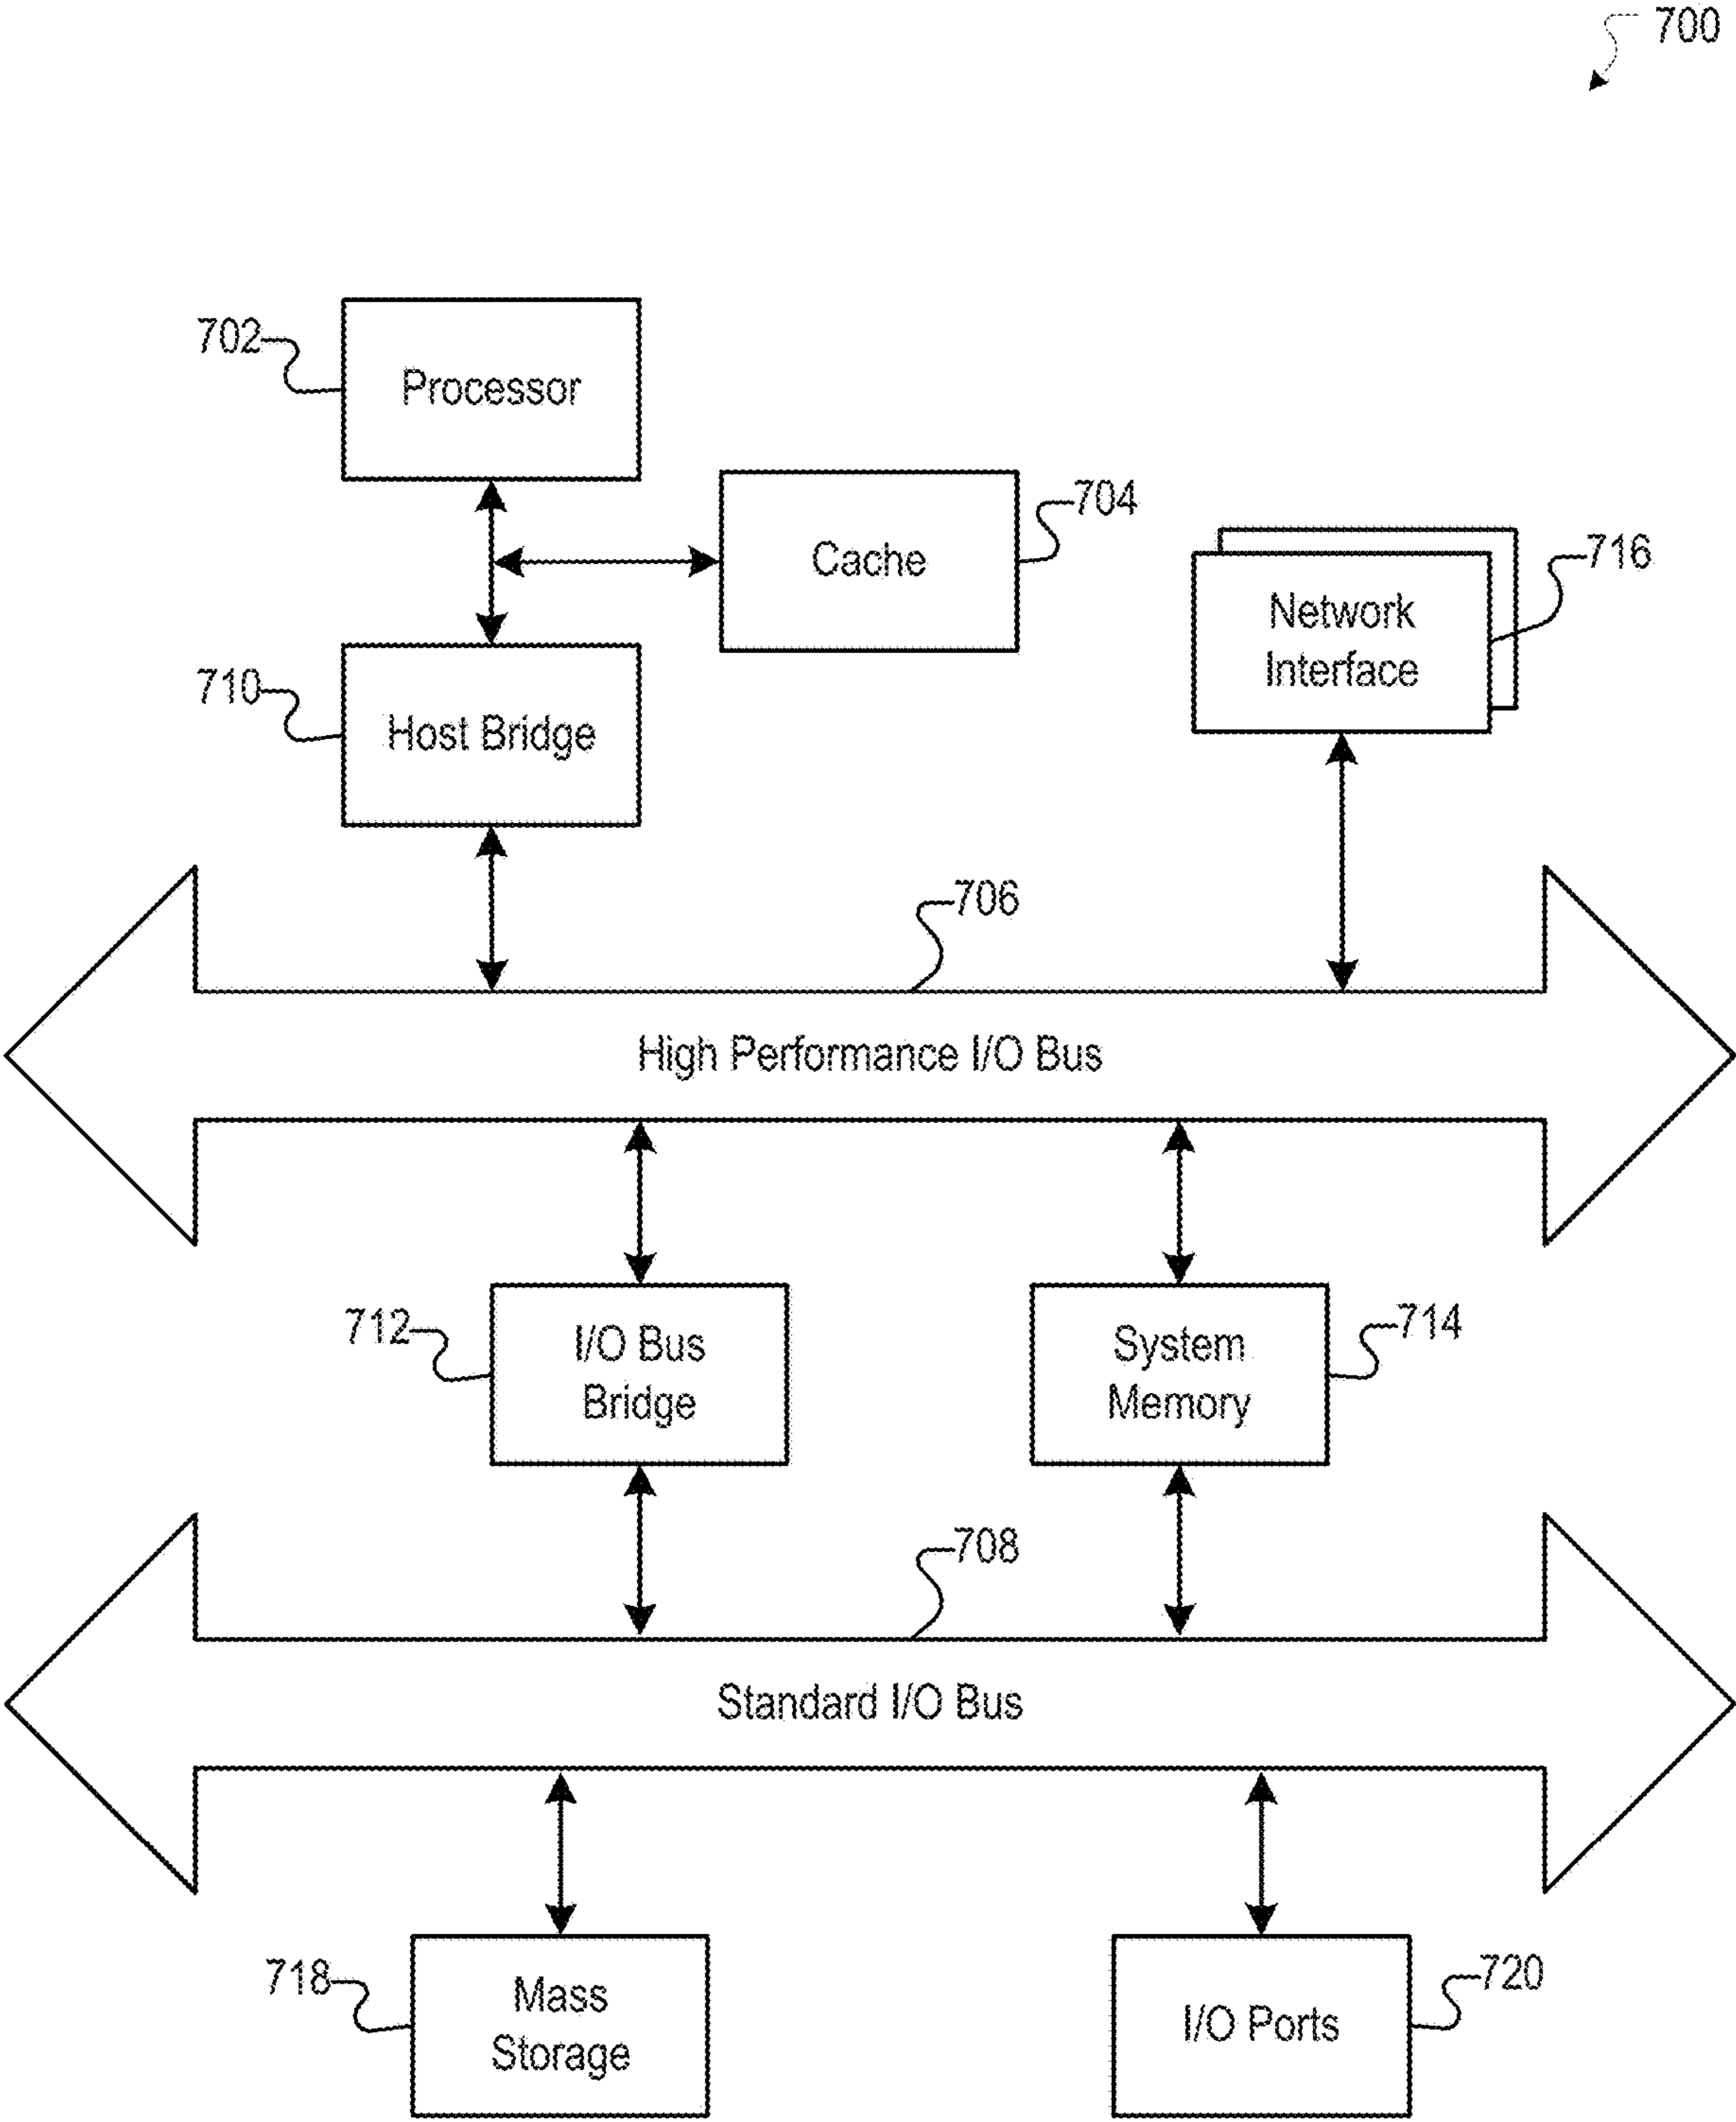 700
702
Processor
704
Cache
716
Network
Interface
710
Host Bridge
706
High Performance I/O Bus
712
I/O Bus
Bridge
714
System
Memory
708
Standard I/O Bus
718
Mass
Storage
720
I/O Ports